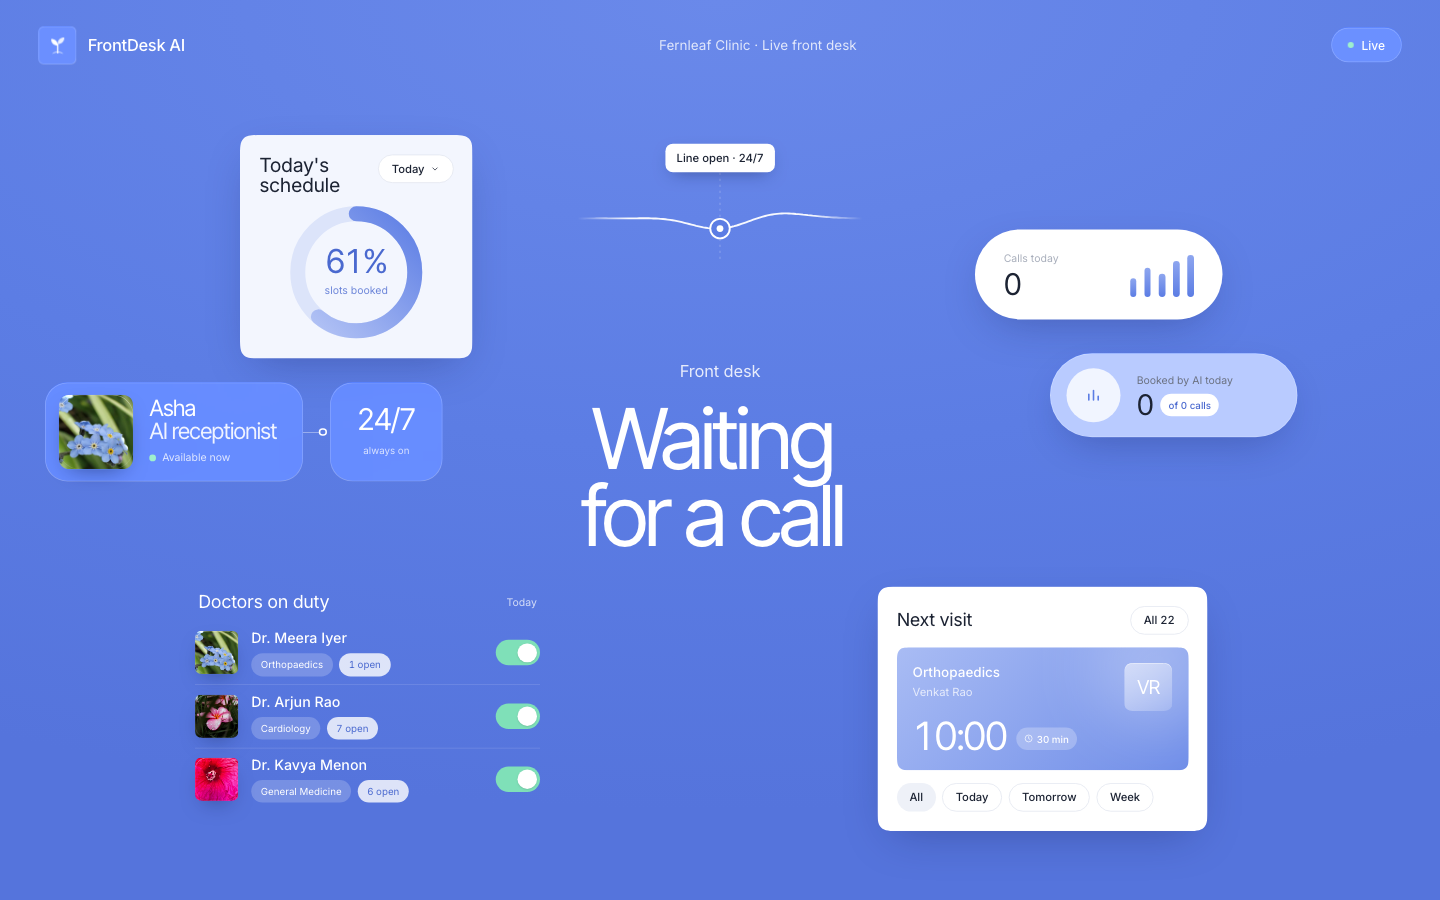 FrontDesk AI
Fernleaf Clinic · Live front desk
Live
Today's
schedule
Today
61%
slots booked
Line open · 24/7
Calls today
0
Booked by AI today
0
of 0 calls
Asha
AI receptionist
Available now
24/7
always on
Front desk
Waiting
for a call
Doctors on duty
Today
Dr. Meera Iyer
Orthopaedics
1 open
Dr. Arjun Rao
Cardiology
7 open
Dr. Kavya Menon
General Medicine
6 open
Next visit
All 22
Orthopaedics
Venkat Rao
VR
10:00
30 min
All
Today
Tomorrow
Week